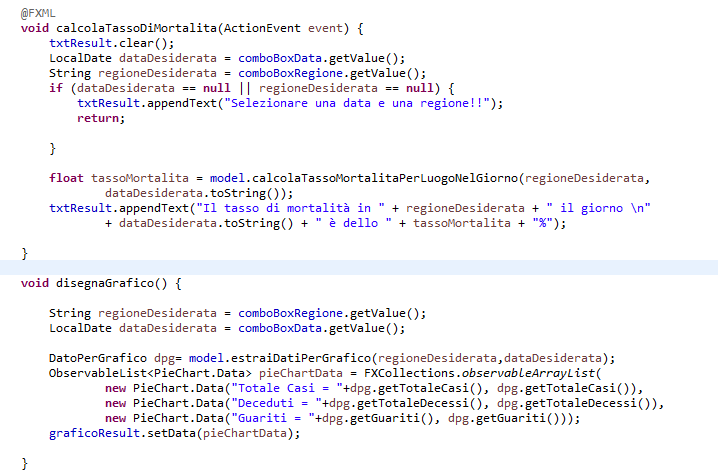 @FXML
void calcolaTassoDiMortalita(ActionEvent event) {
txtResult.clear();
LocalDate dataDesiderata = comboBoxData.getValue();
String regioneDesiderata = comboBoxRegione.getValue();
if (dataDesiderata == null || regioneDesiderata == null) {
txtResult.appendText("Selezionare una data e una regione!!");
return;
}
float tassoMortalita = model.calcolaTassoMortalitaPerLuogoNelGiorno(regioneDesiderata,
dataDesiderata.toString());
txtResult.appendText("Il tasso di mortalità in " + regioneDesiderata + " il giorno \n"
+ dataDesiderata.toString() + " è dello " + tassoMortalita + "%");
}
void disegnaGrafico() {
String regioneDesiderata = comboBoxRegione.getValue();
LocalDate dataDesiderata = comboBoxData.getValue();
DatoPerGrafico dpg= model.estraiDatiPerGrafico(regioneDesiderata,dataDesiderata);
ObservableList<PieChart.Data> pieChartData = FXCollections.observableArrayList(
new PieChart.Data("Totale Casi = "+dpg.getTotaleCasi(), dpg.getTotaleCasi()),
new PieChart.Data("Deceduti = "+dpg.getTotaleDecessi(), dpg.getTotaleDecessi()),
new PieChart.Data("Guariti = "+dpg.getGuariti(), dpg.getGuariti()));
graficoResult.setData(pieChartData);
}